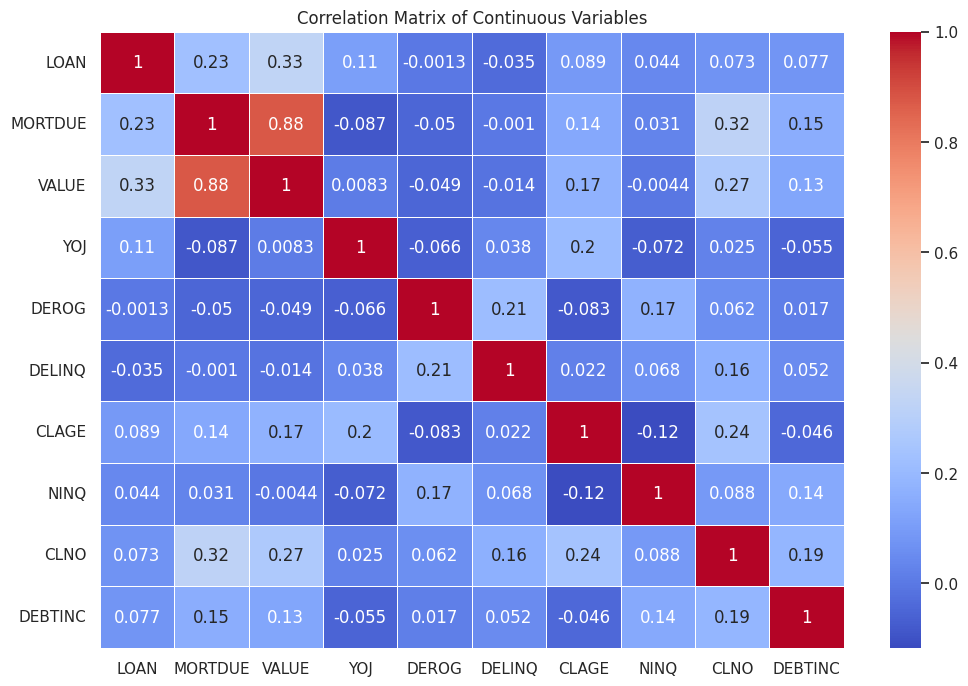 Correlation Matrix of Continuous Variables
LOAN 1 0.23 0.33 0.11 -0.0013 -0.035 0.089 0.044 0.073 0.077
MORTDUE 0.23 1 0.88 -0.087 -0.05 -0.001 0.14 0.031 0.32 0.15
VALUE 0.33 0.88 1 0.0083 -0.049 -0.014 0.17 -0.0044 0.27 0.13
YOJ 0.11 -0.087 0.0083 1 -0.066 0.038 0.2 -0.072 0.025 -0.055
DEROG -0.0013 -0.05 -0.049 -0.066 1 0.21 -0.083 0.17 0.062 0.017
DELINQ -0.035 -0.001 -0.014 0.038 0.21 1 0.022 0.068 0.16 0.052
CLAGE 0.089 0.14 0.17 0.2 -0.083 0.022 1 -0.12 0.24 -0.046
NINQ 0.044 0.031 -0.0044 -0.072 0.17 0.068 -0.12 1 0.088 0.14
CLNO 0.073 0.32 0.27 0.025 0.062 0.16 0.24 0.088 1 0.19
DEBTINC 0.077 0.15 0.13 -0.055 0.017 0.052 -0.046 0.14 0.19 1
LOAN MORTDUE VALUE YOJ DEROG DELINQ CLAGE NINQ CLNO DEBTINC
1.0
0.8
0.6
0.4
0.2
0.0